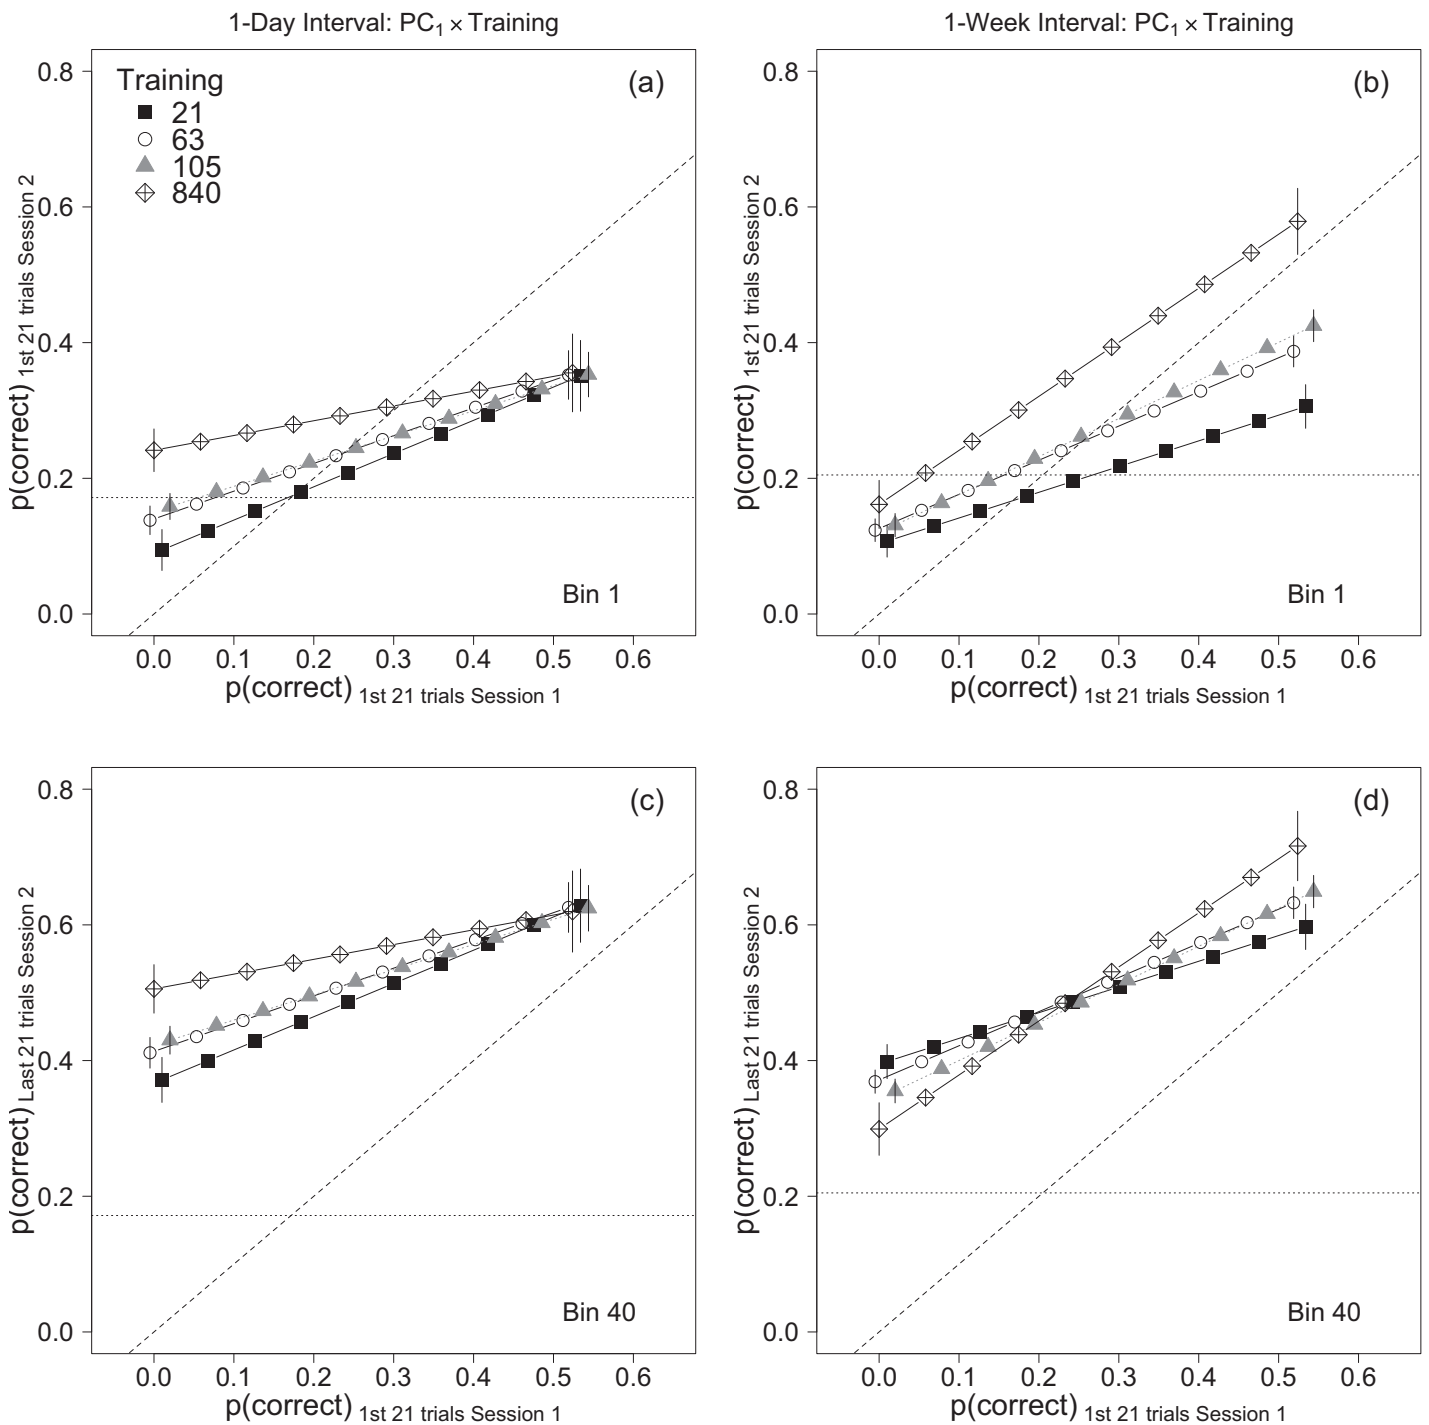 1-Day Interval: PC₁ × Training
1-Week Interval: PC₁ × Training
(a)
Training
21
63
105
840
0.8
0.6
0.4
0.2
0.0
p(correct) 1st 21 trials Session 2
Bin 1
0.0 0.1 0.2 0.3 0.4 0.5 0.6
p(correct) 1st 21 trials Session 1
(b)
0.8
0.6
0.4
0.2
0.0
p(correct) 1st 21 trials Session 2
Bin 1
0.0 0.1 0.2 0.3 0.4 0.5 0.6
p(correct) 1st 21 trials Session 1
(c)
0.8
0.6
0.4
0.2
0.0
p(correct) Last 21 trials Session 2
Bin 40
0.0 0.1 0.2 0.3 0.4 0.5 0.6
p(correct) 1st 21 trials Session 1
(d)
0.8
0.6
0.4
0.2
0.0
p(correct) Last 21 trials Session 2
Bin 40
0.0 0.1 0.2 0.3 0.4 0.5 0.6
p(correct) 1st 21 trials Session 1